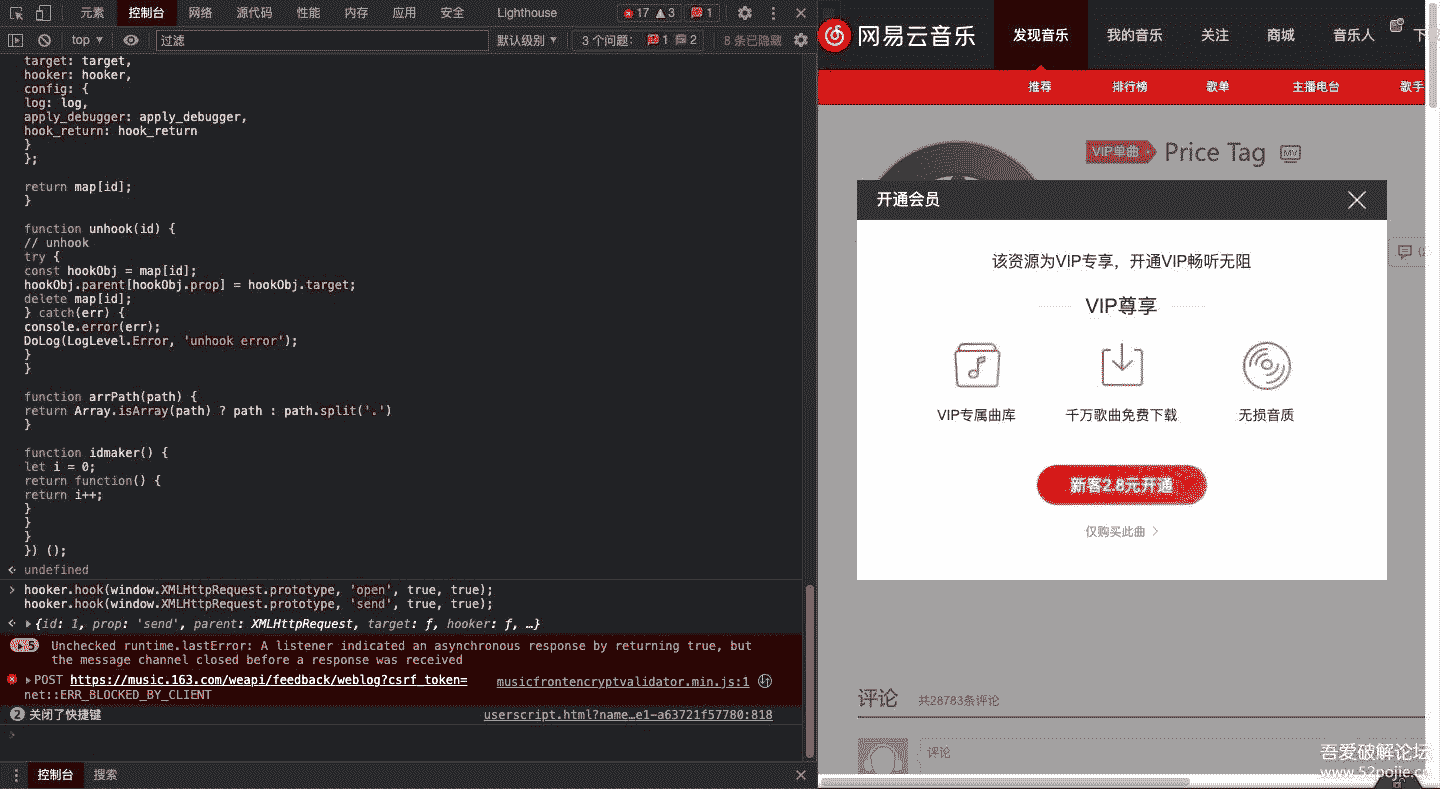 元素 控制台 网络 源代码 性能 内存 应用 安全 Lighthouse 17 3 1
top 过滤 默认级别 3 个问题: 1 2 8 条已隐藏
target: target,
hooker: hooker,
config: {
log: log,
apply_debugger: apply_debugger,
hook_return: hook_return
}
};
return map[id];
}
function unhook(id) {
// unhook
try {
const hookObj = map[id];
hookObj.parent[hookObj.prop] = hookObj.target;
delete map[id];
} catch(err) {
console.error(err);
DoLog(LogLevel.Error, 'unhook error');
}
}
function arrPath(path) {
return Array.isArray(path) ? path : path.split('.')
}
function idmaker() {
let i = 0;
return function() {
return i++;
}
}
}
}) ();
undefined
hooker.hook(window.XMLHttpRequest.prototype, 'open', true, true);
hooker.hook(window.XMLHttpRequest.prototype, 'send', true, true);
{id: 1, prop: 'send', parent: XMLHttpRequest, target: ƒ, hooker: ƒ, …}
Unchecked runtime.lastError: A listener indicated an asynchronous response by returning true, but
the message channel closed before a response was received
POST https://music.163.com/weapi/feedback/weblog?csrf_token= musicfrontencryptvalidator.min.js:1
net::ERR_BLOCKED_BY_CLIENT
2 关闭了快捷键 userscript.html?name…e1-a63721f57780:818
控制台 搜索
网易云音乐 发现音乐 我的音乐 关注 商城 音乐人 下
推荐 排行榜 歌单 主播电台 歌手
VIP单曲 Price Tag MV
开通会员
该资源为VIP专享，开通VIP畅听无阻
VIP尊享
VIP专属曲库 千万歌曲免费下载 无损音质
新客2.8元开通
仅购买此曲
评论 共28783条评论
评论
吾爱破解论坛
www.52pojie.cn